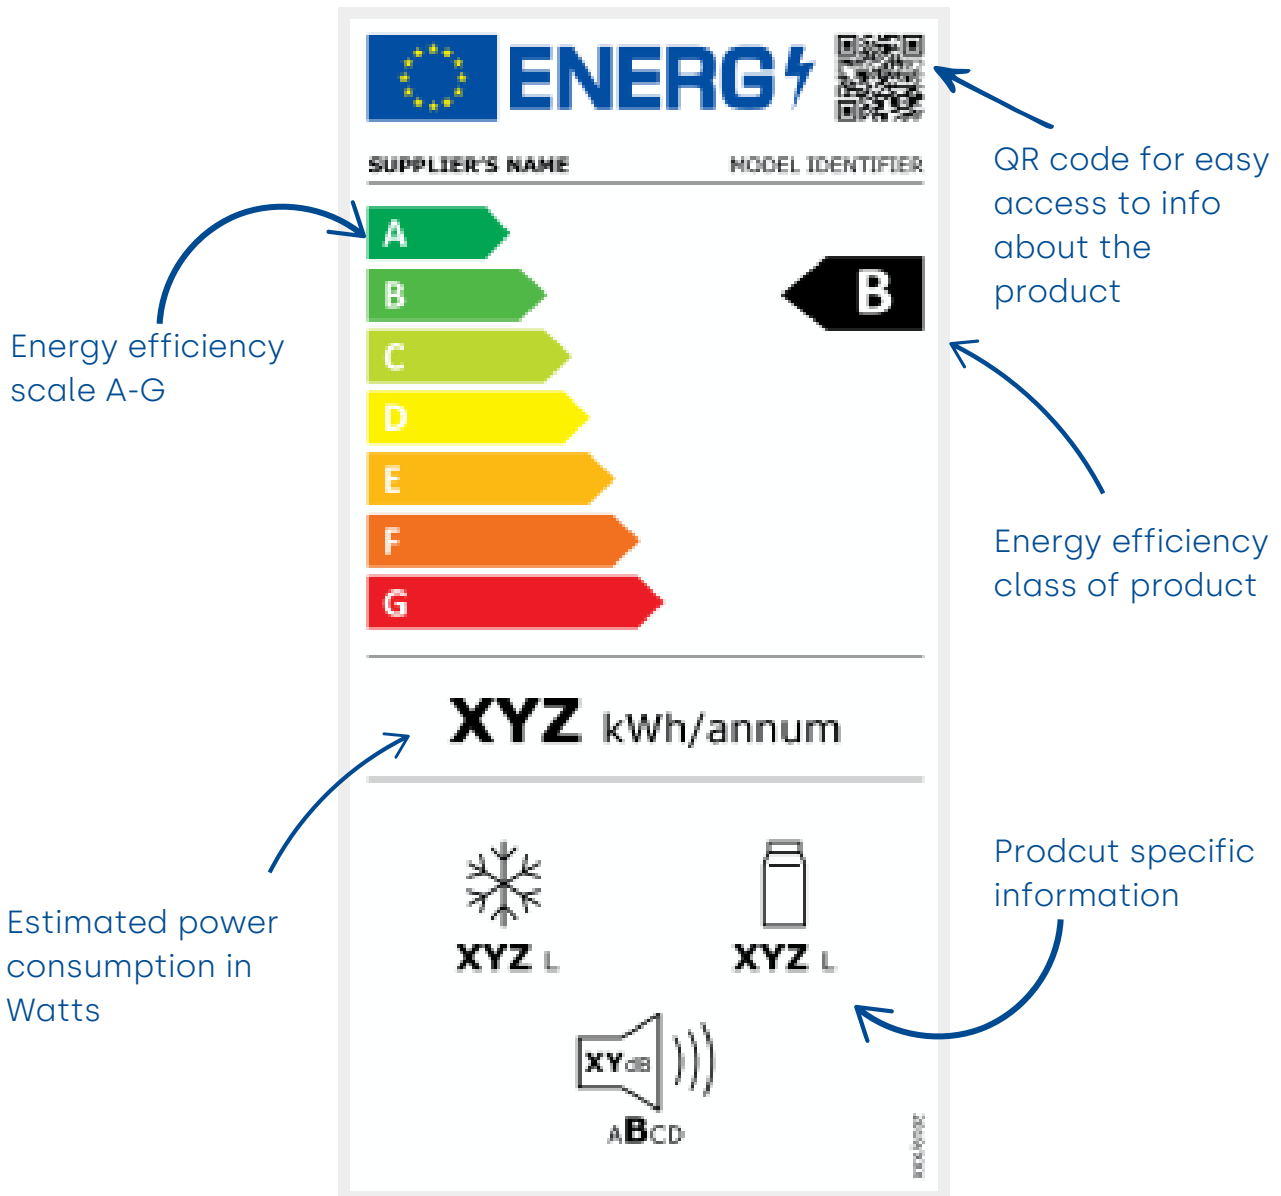 ENERG
SUPPLIER'S NAME
MODEL IDENTIFIER
QR code for easy
access to info
about the
product
A
B
B
C
D
E
F
G
Energy efficiency
scale A-G
Energy efficiency
class of product
XYZ kWh/annum
Estimated power
consumption in
Watts
Prodcut specific
information
XYZ L
XYZ L
XY dB
ABCD